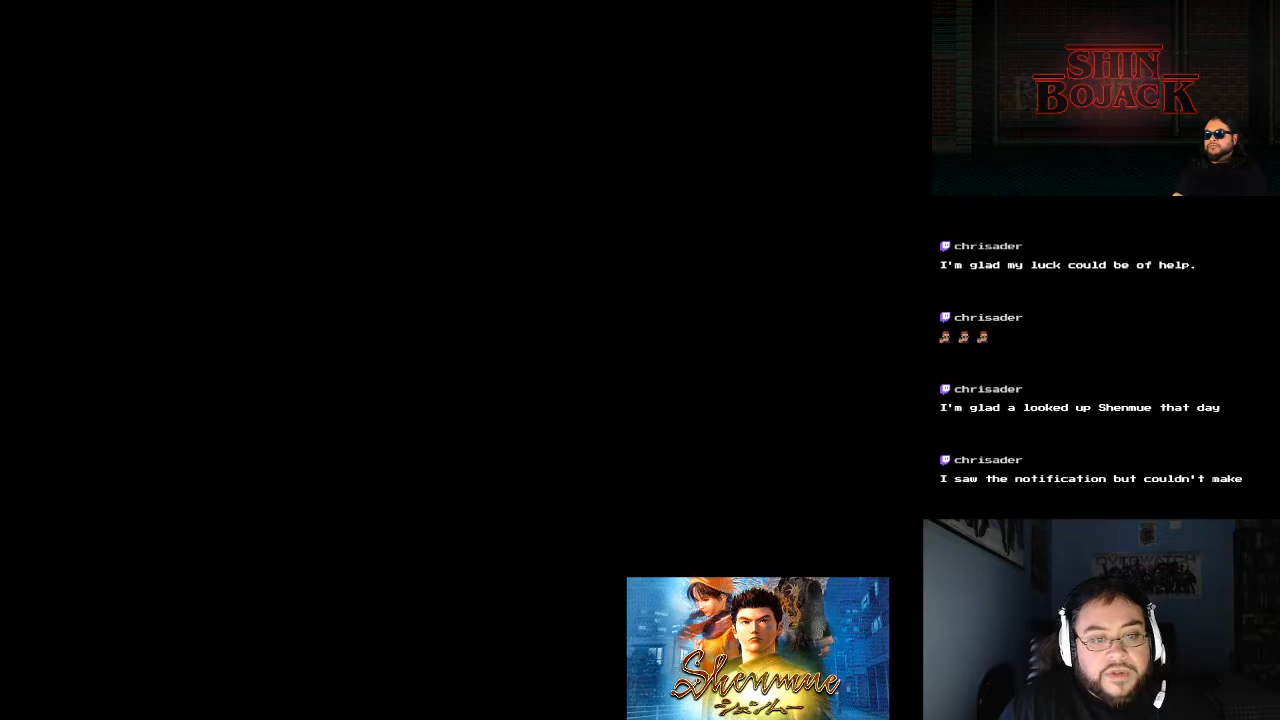 SHIN
BOJACK
chrisader
I'm glad my luck could be of help.
chrisader
chrisader
I'm glad a looked up Shenmue that day
chrisader
I saw the notification but couldn't make
OVERWATCH
Shenmue
シェンムー